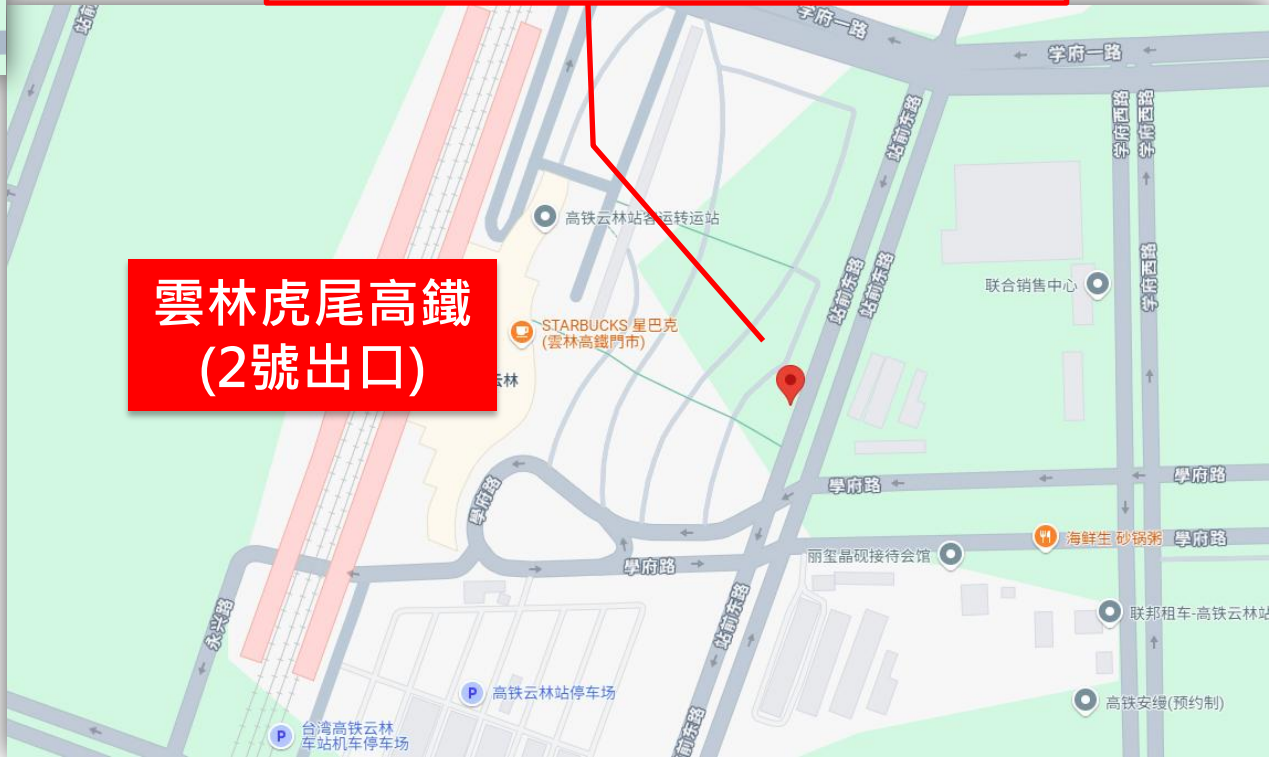 站前
学府一路
学府一路
学府西路
学府西路
站前东路
高铁云林站客运转运站
站前东路
站前东路
联合销售中心
学府西路
雲林虎尾高鐵
(2號出口)
STARBUCKS 星巴克
(雲林高鐵門市)
云林
學府路
學府路
學府路
海鲜生 砂锅粥
學府路
丽玺晶砚接待会馆
學府路
永兴路
站前东路
联邦租车-高铁云林站
P 高铁云林站停车场
高铁安缦(预约制)
P 台湾高铁云林
车站机车停车场
前东路